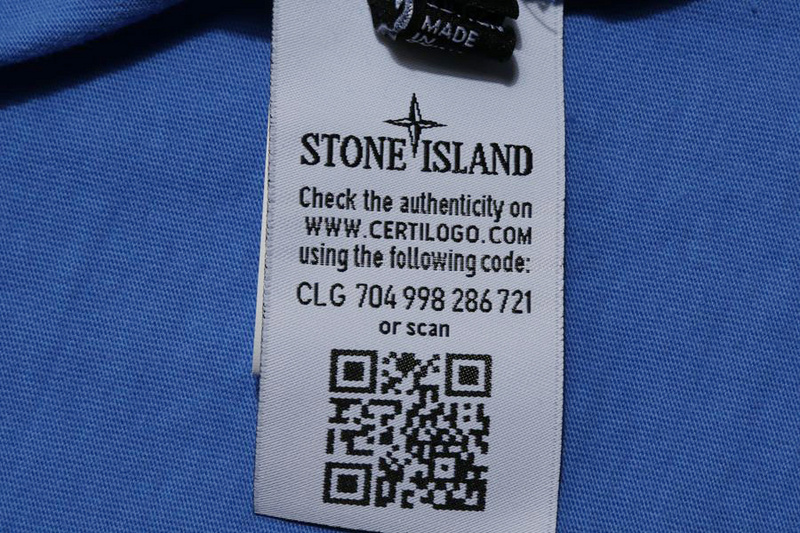 MADE
STONE ISLAND
Check the authenticity on
WWW.CERTILOGO.COM
using the following code:
CLG 704 998 286 721
or scan